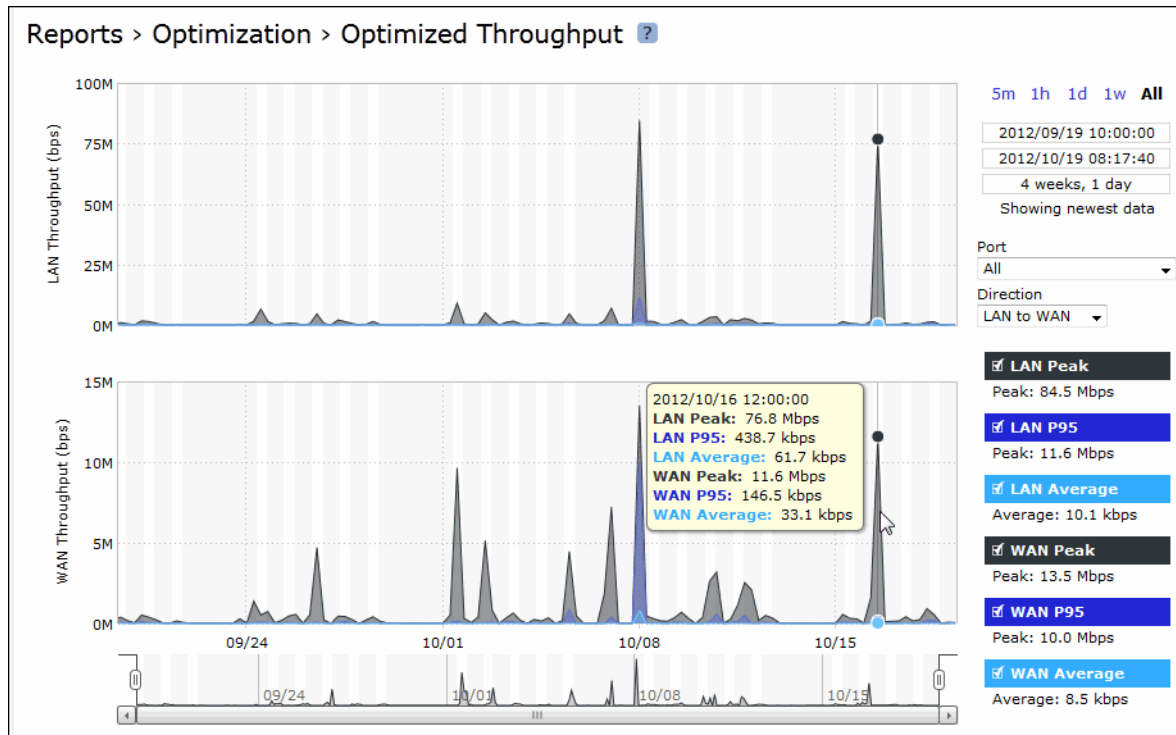 Reports › Optimization › Optimized Throughput ?
100M
75M
50M
25M
0M
LAN Throughput (bps)
15M
10M
5M
0M
WAN Throughput (bps)
2012/10/16 12:00:00
LAN Peak: 76.8 Mbps
LAN P95: 438.7 kbps
LAN Average: 61.7 kbps
WAN Peak: 11.6 Mbps
WAN P95: 146.5 kbps
WAN Average: 33.1 kbps
09/24 10/01 10/08 10/15
09/24 10/01 10/08 10/15
5m 1h 1d 1w All
2012/09/19 10:00:00
2012/10/19 08:17:40
4 weeks, 1 day
Showing newest data
Port
All
Direction
LAN to WAN
LAN Peak
Peak: 84.5 Mbps
LAN P95
Peak: 11.6 Mbps
LAN Average
Average: 10.1 kbps
WAN Peak
Peak: 13.5 Mbps
WAN P95
Peak: 10.0 Mbps
WAN Average
Average: 8.5 kbps